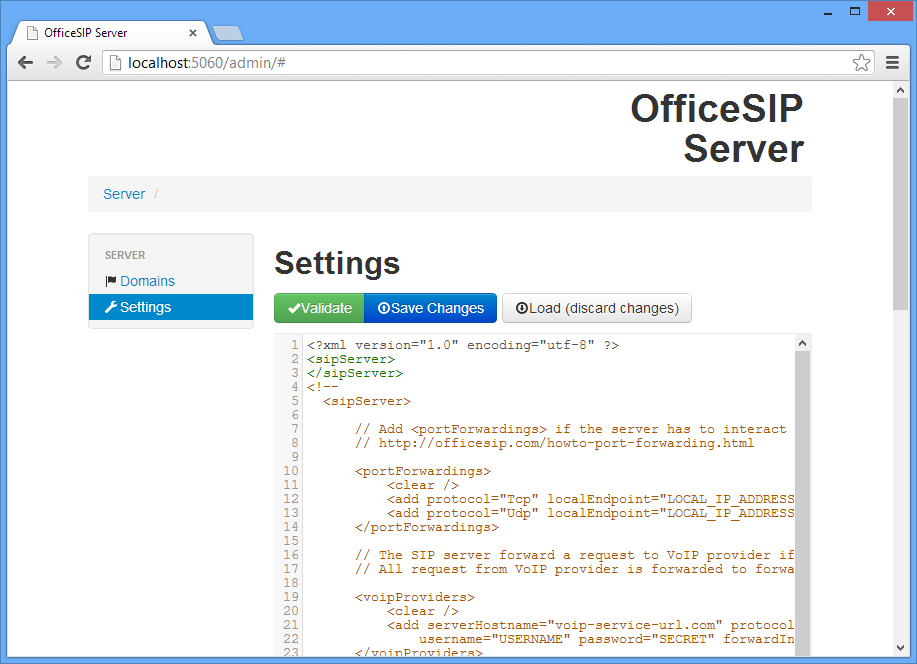 OfficeSIP Server
localhost:5060/admin/#
OfficeSIP
Server
Server /
SERVER
Domains
Settings
Settings
Validate
Save Changes
Load (discard changes)
1 <?xml version="1.0" encoding="utf-8" ?>
2 <sipServer>
3 </sipServer>
4 <!--
5 <sipServer>
6
7 // Add <portForwardings> if the server has to interact
8 // http://officesip.com/howto-port-forwarding.html
9
10 <portForwardings>
11 <clear />
12 <add protocol="Tcp" localEndpoint="LOCAL_IP_ADDRESS
13 <add protocol="Udp" localEndpoint="LOCAL_IP_ADDRESS
14 </portForwardings>
15
16 // The SIP server forward a request to VoIP provider if
17 // All request from VoIP provider is forwarded to forwa
18
19 <voipProviders>
20 <clear />
21 <add serverHostname="voip-service-url.com" protocol
22 username="USERNAME" password="SECRET" forwardIn
23 </voipProviders>